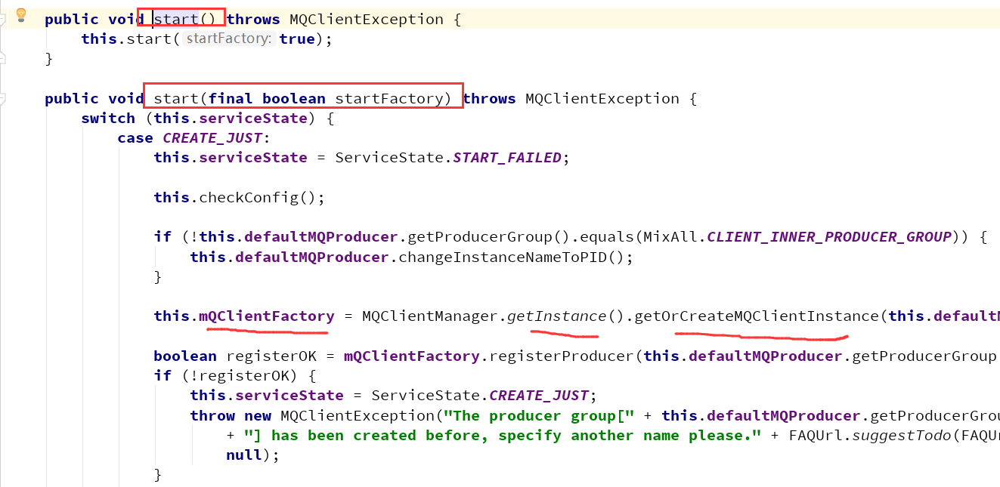 public void start() throws MQClientException {
this.start( startFactory: true);
}
public void start(final boolean startFactory) throws MQClientException {
switch (this.serviceState) {
case CREATE_JUST:
this.serviceState = ServiceState.START_FAILED;
this.checkConfig();
if (!this.defaultMQProducer.getProducerGroup().equals(MixAll.CLIENT_INNER_PRODUCER_GROUP)) {
this.defaultMQProducer.changeInstanceNameToPID();
}
this.mQClientFactory = MQClientManager.getInstance().getOrCreateMQClientInstance(this.defaultM
boolean registerOK = mQClientFactory.registerProducer(this.defaultMQProducer.getProducerGroup
if (!registerOK) {
this.serviceState = ServiceState.CREATE_JUST;
throw new MQClientException("The producer group[" + this.defaultMQProducer.getProducerGrou
+ "] has been created before, specify another name please." + FAQUrl.suggestTodo(FAQUr
null);
}